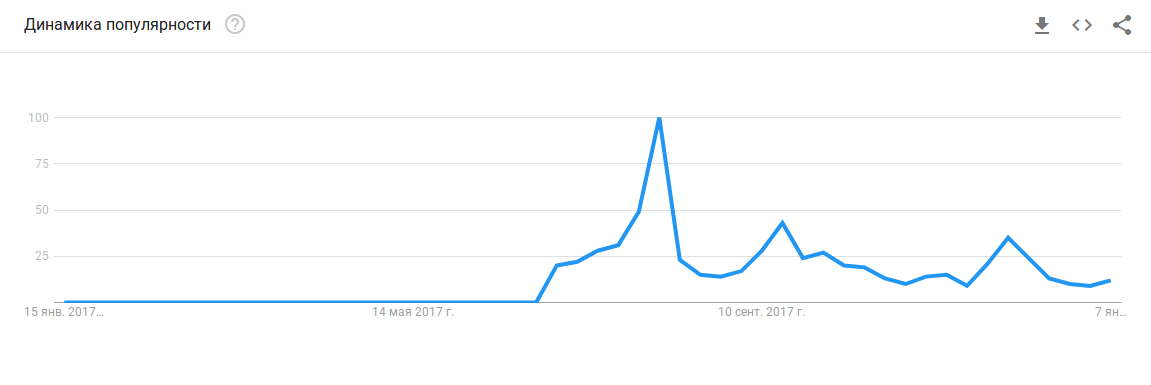 Динамика популярности ?
100
75
50
25
15 янв. 2017…
14 мая 2017 г.
10 сент. 2017 г.
7 ян…